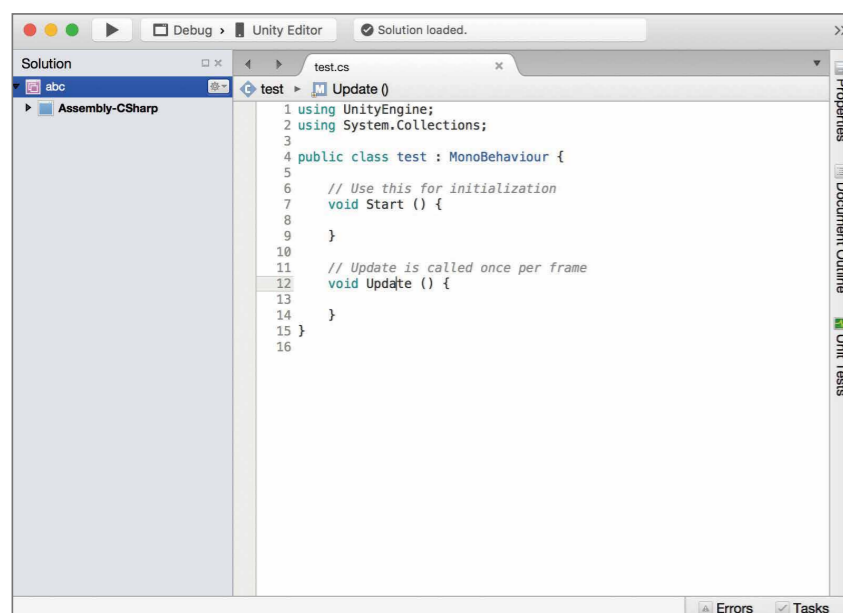 Debug › Unity Editor Solution loaded.
Solution
test.cs
abc
test ▸ M Update ()
Assembly-CSharp
1 using UnityEngine;
2 using System.Collections;
3
4 public class test : MonoBehaviour {
5
6     // Use this for initialization
7     void Start () {
8
9     }
10
11     // Update is called once per frame
12     void Update () {
13
14     }
15 }
16
Properties
Document Outline
Unit Tests
Errors Tasks